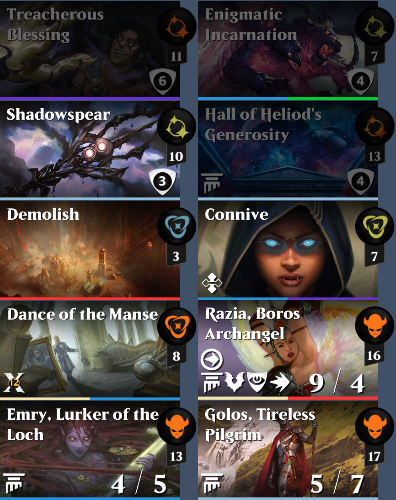 Treacherous
Blessing
11
6
Enigmatic
Incarnation
7
4
Shadowspear
10
3
Hall of Heliod's
Generosity
13
4
Demolish
3
Connive
7
Dance of the Manse
8
X2
Razia, Boros
Archangel
16
9 / 4
Emry, Lurker of the
Loch
13
4 / 5
Golos, Tireless
Pilgrim
17
5 / 7